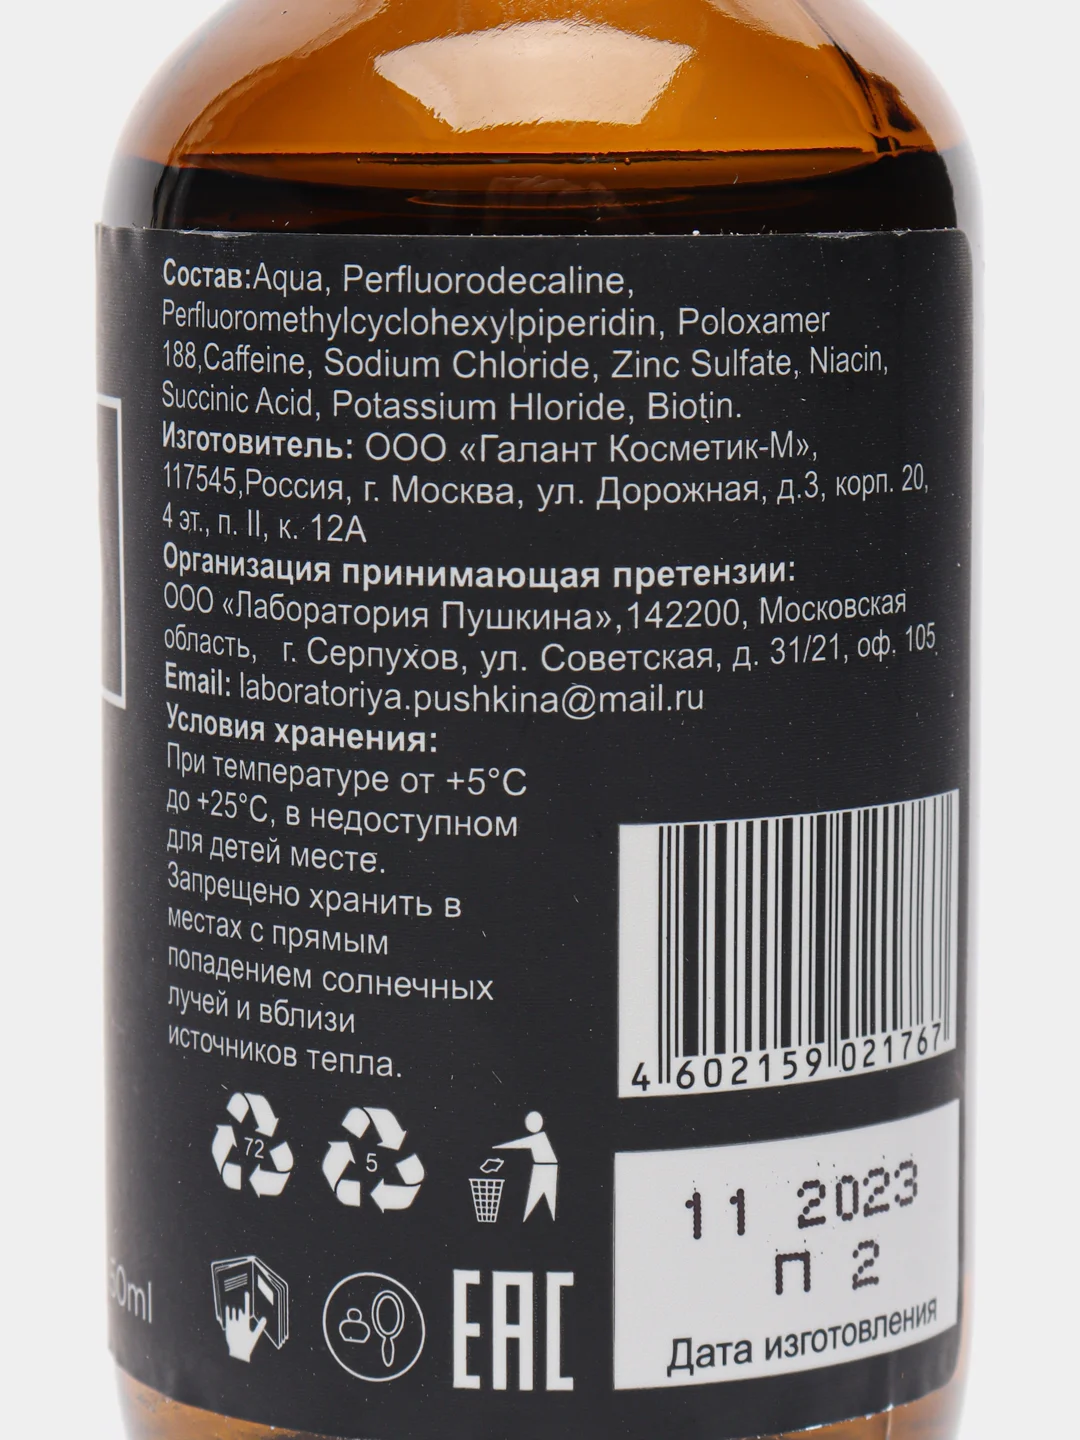 Состав:Aqua, Perfluorodecaline,
Perfluoromethylcyclohexylpiperidin, Poloxamer
188,Caffeine, Sodium Chloride, Zinc Sulfate, Niacin,
Succinic Acid, Potassium Hloride, Biotin.
Изготовитель: ООО «Галант Косметик-М»,
117545,Россия, г. Москва, ул. Дорожная, д.3, корп. 20,
4 эт., п. II, к. 12А
Организация принимающая претензии:
ООО «Лаборатория Пушкина»,142200, Московская
область, г. Серпухов, ул. Советская, д. 31/21, оф. 105
Email: laboratoriya.pushkina@mail.ru
Условия хранения:
При температуре от +5°С
до +25°С, в недоступном
для детей месте.
Запрещено хранить в
местах с прямым
попадением солнечных
лучей и вблизи
источников тепла.
4 602159 021767
72
5
11 2023
П 2
Дата изготовления
EAC